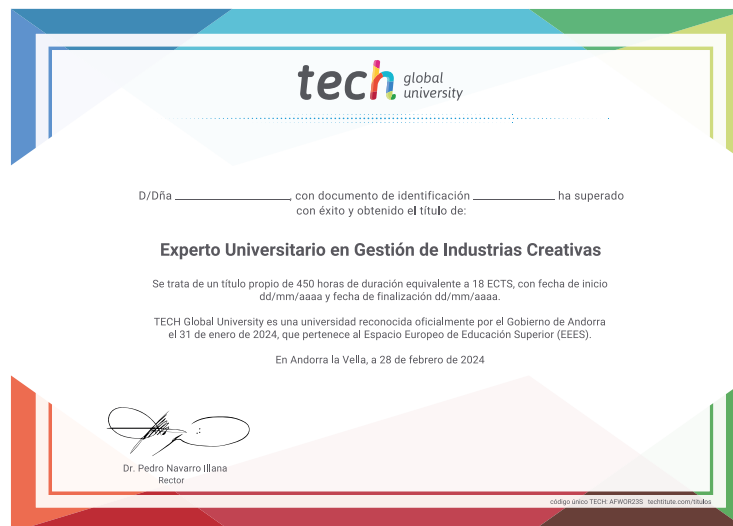 tech global university
D/Dña ____________, con documento de identificación ____________ ha superado
con éxito y obtenido el título de:
Experto Universitario en Gestión de Industrias Creativas
Se trata de un título propio de 450 horas de duración equivalente a 18 ECTS, con fecha de inicio
dd/mm/aaaa y fecha de finalización dd/mm/aaaa.
TECH Global University es una universidad reconocida oficialmente por el Gobierno de Andorra
el 31 de enero de 2024, que pertenece al Espacio Europeo de Educación Superior (EEES).
En Andorra la Vella, a 28 de febrero de 2024
Dr. Pedro Navarro Illana
Rector
código único TECH: AFWOR23S techtitute.com/titulos